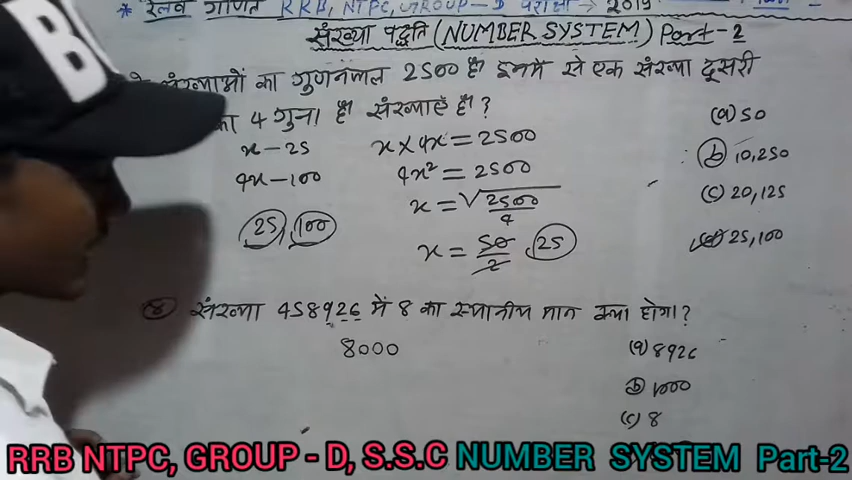 * रेलवे गणित RRB, NTPC, GROUP-D परीक्षा → 2019
संख्या पद्धति (NUMBER SYSTEM) Part-2
संख्याओं का गुणनफल 2500 है इनमें से एक संख्या दूसरी
का 4 गुना है संख्याएँ है?
(a) 50
x - 25
x × 4x = 2500
(b) 10,250
4x - 100
4x² = 2500
(c) 20,125
x = √2500/4
25, 100
x = 50/2 25
(d) 25,100
संख्या 458926 में 8 का स्थानीय मान क्या होगा?
8000
(a) 8926
(b) 1000
(c) 8
RRB NTPC, GROUP - D, S.S.C NUMBER SYSTEM Part-2